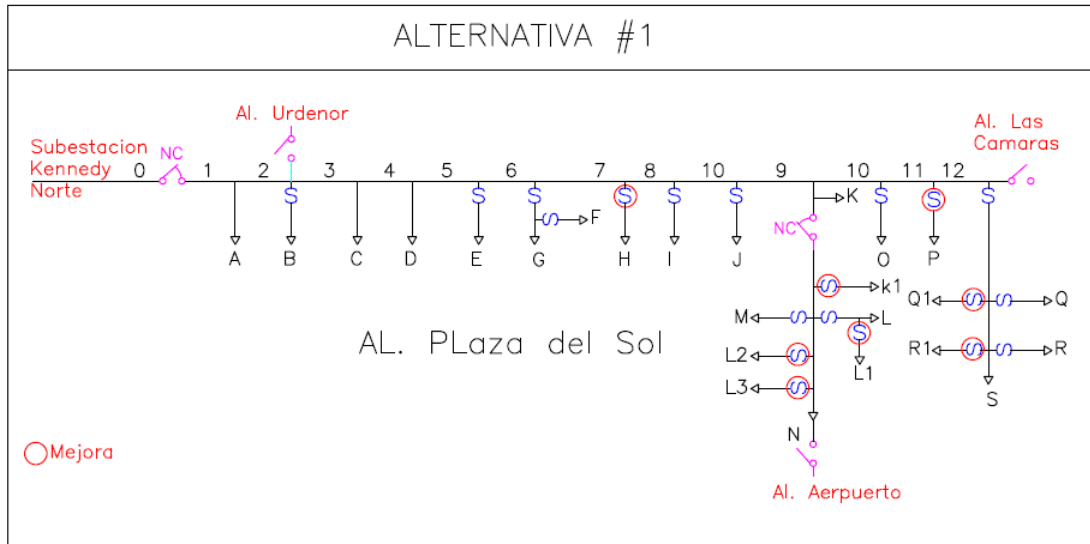 ALTERNATIVA #1
Al. Urdenor
Al. Las
Camaras
Subestacion
Kennedy
Norte
0 NC 1 2 3 4 5 6 7 8 10 9 10 11 12
S S S S S S S S S S
K
NC
S F
A B C D E G H I J O P
S k1
Q1 S S Q
M S S L
AL. PLaza del Sol
S
R1 S S R
L2 S
L1
L3 S
S
N
Mejora
Al. Aerpuerto